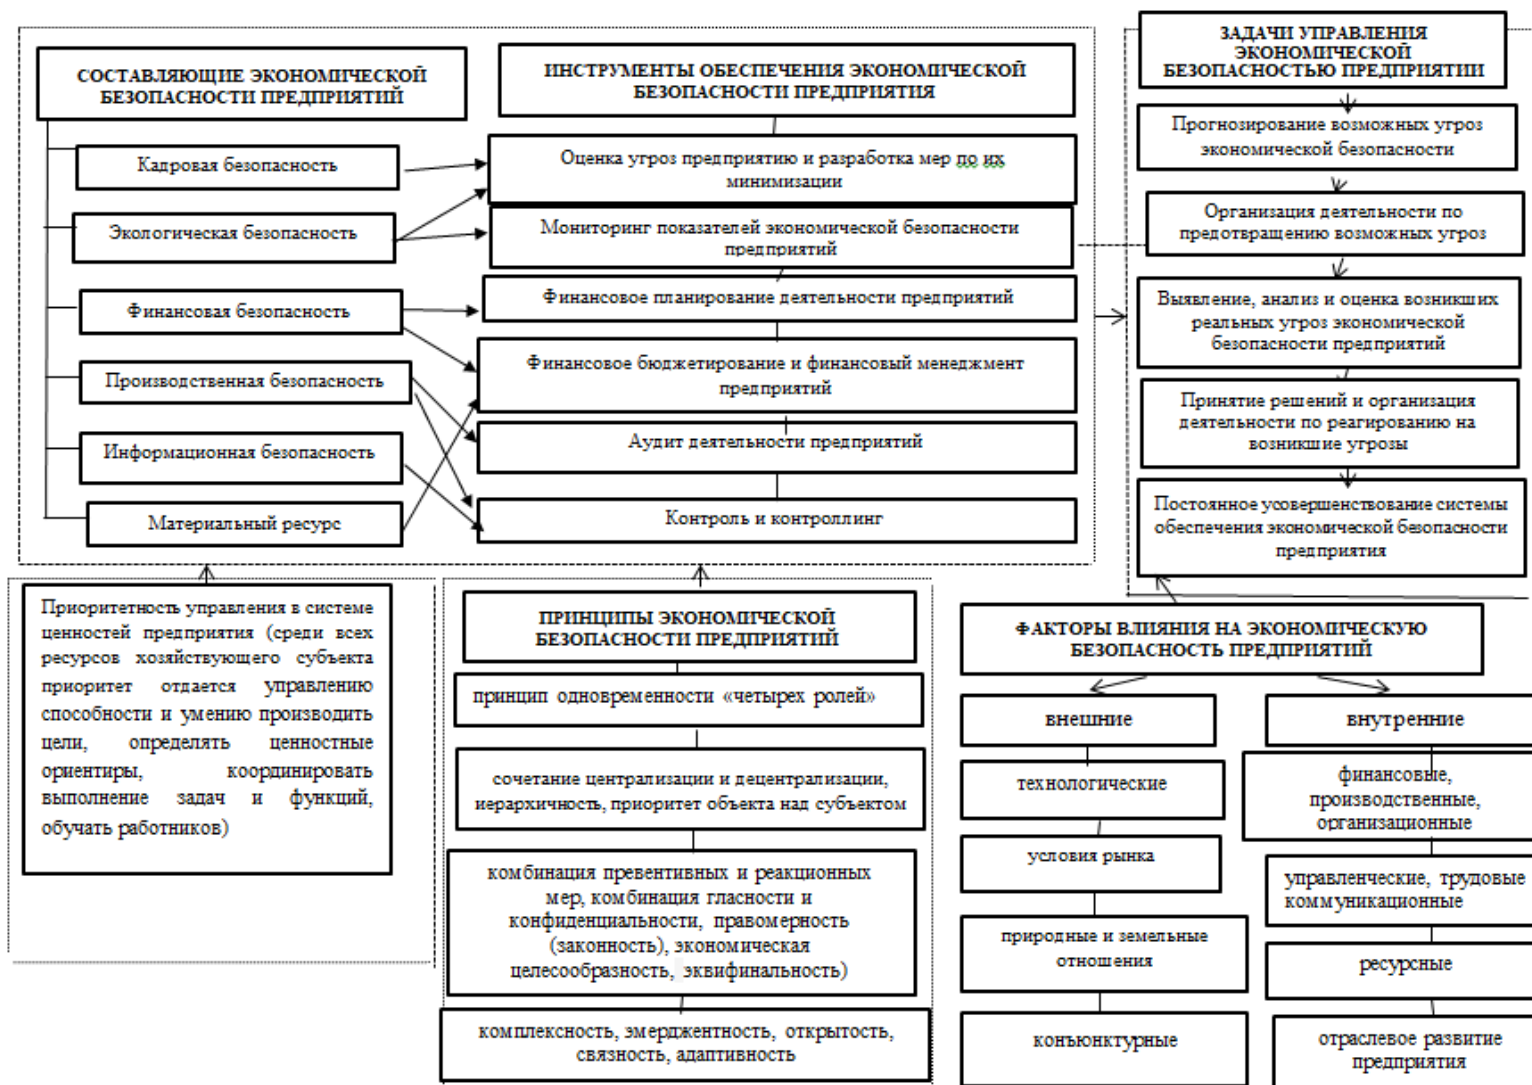 СОСТАВЛЯЮЩИЕ ЭКОНОМИЧЕСКОЙ
БЕЗОПАСНОСТИ ПРЕДПРИЯТИЙ
Кадровая безопасность
Экологическая безопасность
Финансовая безопасность
Производственная безопасность
Информационная безопасность
Материальный ресурс
ИНСТРУМЕНТЫ ОБЕСПЕЧЕНИЯ ЭКОНОМИЧЕСКОЙ
БЕЗОПАСНОСТИ ПРЕДПРИЯТИЯ
Оценка угроз предприятию и разработка мер по их
минимизации
Мониторинг показателей экономической безопасности
предприятий
Финансовое планирование деятельности предприятий
Финансовое бюджетирование и финансовый менеджмент
предприятий
Аудит деятельности предприятий
Контроль и контроллинг
ЗАДАЧИ УПРАВЛЕНИЯ
ЭКОНОМИЧЕСКОЙ
БЕЗОПАСНОСТЬЮ ПРЕДПРИЯТИИ
Прогнозирование возможных угроз
экономической безопасности
Организация деятельности по
предотвращению возможных угроз
Выявление, анализ и оценка возникших
реальных угроз экономической
безопасности предприятий
Принятие решений и организация
деятельности по реагированию на
возникшие угрозы
Постоянное усовершенствование системы
обеспечения экономической безопасности
предприятия
Приоритетность управления в системе
ценностей предприятия (среди всех
ресурсов хозяйствующего субъекта
приоритет отдается управлению
способности и умению производить
цели, определять ценностные
ориентиры, координировать
выполнение задач и функций,
обучать работников)
ПРИНЦИПЫ ЭКОНОМИЧЕСКОЙ
БЕЗОПАСНОСТИ ПРЕДПРИЯТИЙ
принцип одновременности «четырех ролей»
сочетание централизации и децентрализации,
иерархичность, приоритет объекта над субъектом
комбинация превентивных и реакционных
мер, комбинация гласности и
конфиденциальности, правомерность
(законность), экономическая
целесообразность, эквифинальность)
комплексность, эмерджентность, открытость,
связность, адаптивность
ФАКТОРЫ ВЛИЯНИЯ НА ЭКОНОМИЧЕСКУЮ
БЕЗОПАСНОСТЬ ПРЕДПРИЯТИЙ
внешние
технологические
условия рынка
природные и земельные
отношения
конъюнктурные
внутренние
финансовые,
производственные,
организационные
управленческие, трудовые
коммуникационные
ресурсные
отраслевое развитие
предприятия